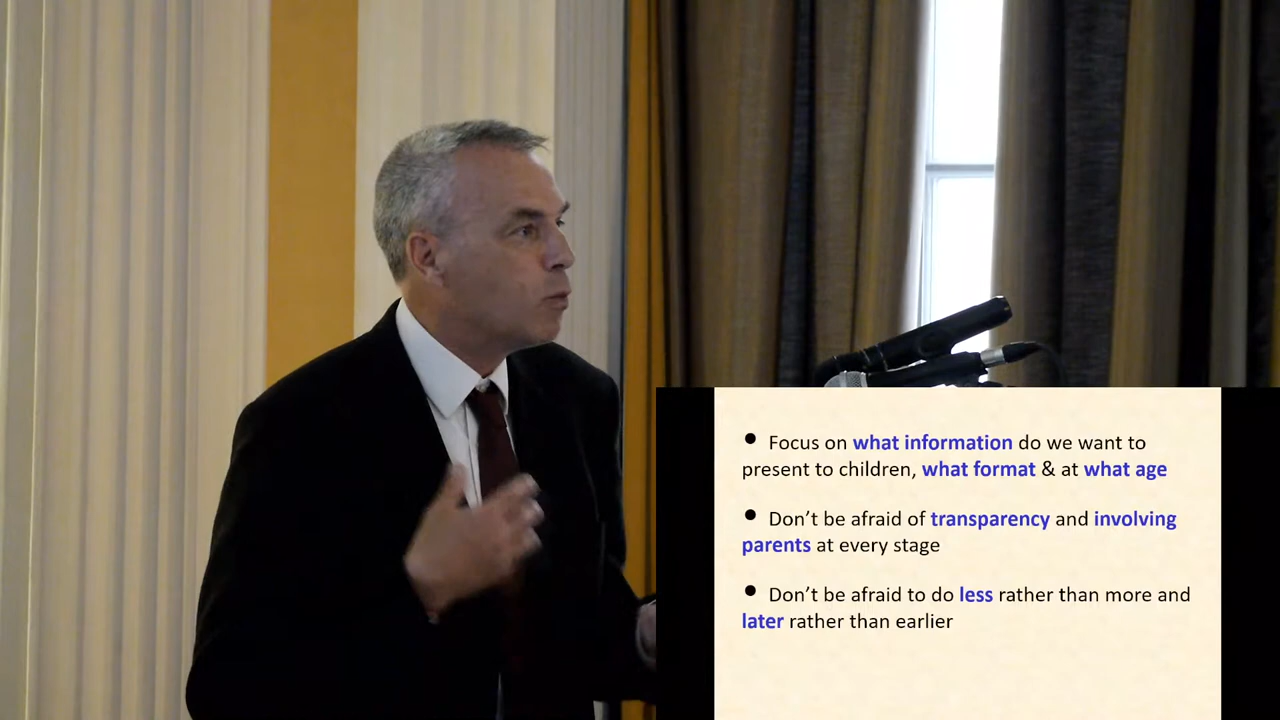 ● Focus on what information do we want to
present to children, what format & at what age
● Don't be afraid of transparency and involving
parents at every stage
● Don't be afraid to do less rather than more and
later rather than earlier